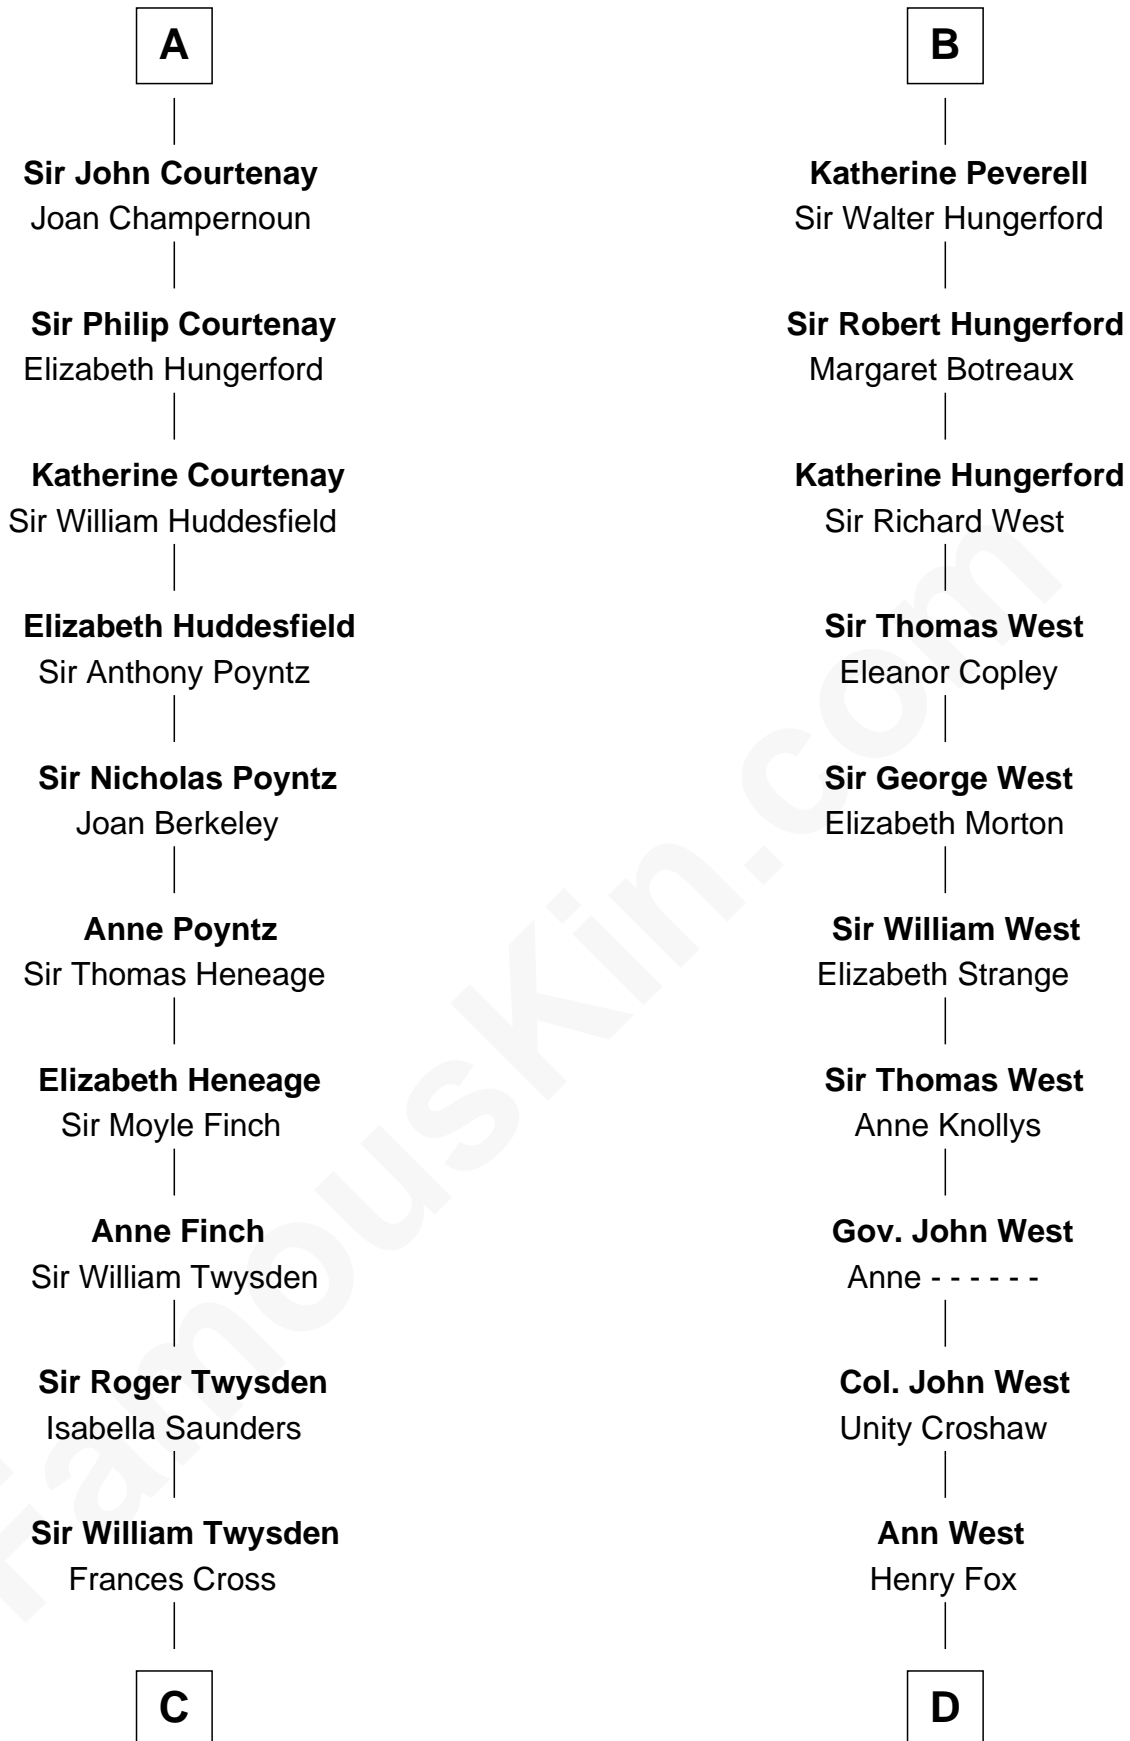 A
Sir John Courtenay
Joan Champernoun
Sir Philip Courtenay
Elizabeth Hungerford
Katherine Courtenay
Sir William Huddesfield
Elizabeth Huddesfield
Sir Anthony Poyntz
Sir Nicholas Poyntz
Joan Berkeley
Anne Poyntz
Sir Thomas Heneage
Elizabeth Heneage
Sir Moyle Finch
Anne Finch
Sir William Twysden
Sir Roger Twysden
Isabella Saunders
Sir William Twysden
Frances Cross
C
B
Katherine Peverell
Sir Walter Hungerford
Sir Robert Hungerford
Margaret Botreaux
Katherine Hungerford
Sir Richard West
Sir Thomas West
Eleanor Copley
Sir George West
Elizabeth Morton
Sir William West
Elizabeth Strange
Sir Thomas West
Anne Knollys
Gov. John West
Anne - - - - - -
Col. John West
Unity Croshaw
Ann West
Henry Fox
D
FamousKin.com